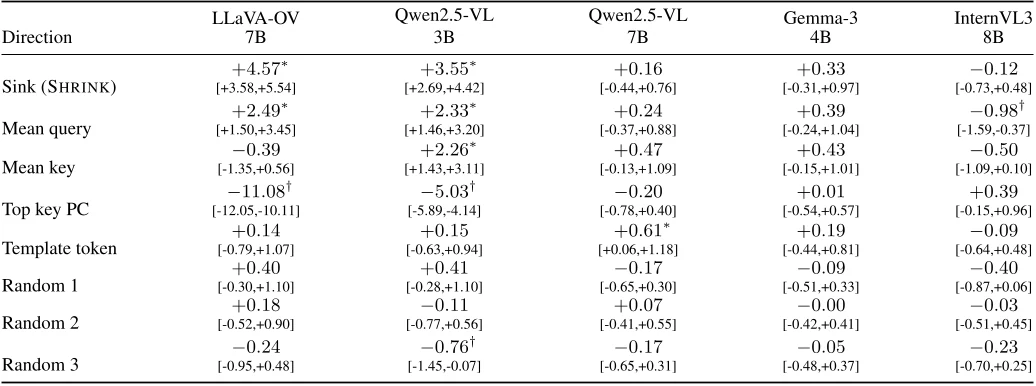 LLaVA-OV Qwen2.5-VL Qwen2.5-VL Gemma-3 InternVL3
Direction 7B 3B 7B 4B 8B
+4.57* +3.55* +0.16 +0.33 −0.12
Sink (SHRINK) [+3.58,+5.54] [+2.69,+4.42] [-0.44,+0.76] [-0.31,+0.97] [-0.73,+0.48]
+2.49* +2.33* +0.24 +0.39 −0.98†
Mean query [+1.50,+3.45] [+1.46,+3.20] [-0.37,+0.88] [-0.24,+1.04] [-1.59,-0.37]
−0.39 +2.26* +0.47 +0.43 −0.50
Mean key [-1.35,+0.56] [+1.43,+3.11] [-0.13,+1.09] [-0.15,+1.01] [-1.09,+0.10]
−11.08† −5.03† −0.20 +0.01 +0.39
Top key PC [-12.05,-10.11] [-5.89,-4.14] [-0.78,+0.40] [-0.54,+0.57] [-0.15,+0.96]
+0.14 +0.15 +0.61* +0.19 −0.09
Template token [-0.79,+1.07] [-0.63,+0.94] [+0.06,+1.18] [-0.44,+0.81] [-0.64,+0.48]
+0.40 +0.41 −0.17 −0.09 −0.40
Random 1 [-0.30,+1.10] [-0.28,+1.10] [-0.65,+0.30] [-0.51,+0.33] [-0.87,+0.06]
+0.18 −0.11 +0.07 −0.00 −0.03
Random 2 [-0.52,+0.90] [-0.77,+0.56] [-0.41,+0.55] [-0.42,+0.41] [-0.51,+0.45]
−0.24 −0.76† −0.17 −0.05 −0.23
Random 3 [-0.95,+0.48] [-1.45,-0.07] [-0.65,+0.31] [-0.48,+0.37] [-0.70,+0.25]